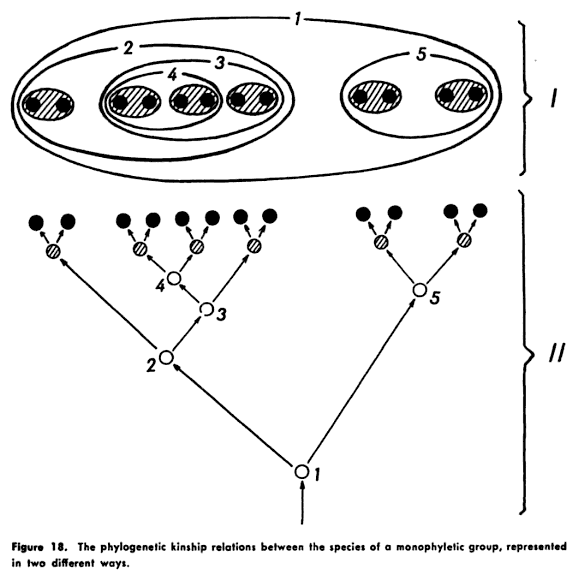 1
2
3
4
5
I
4
3
5
2
1
II
Figure 18. The phylogenetic kinship relations between the species of a monophyletic group, represented
in two different ways.